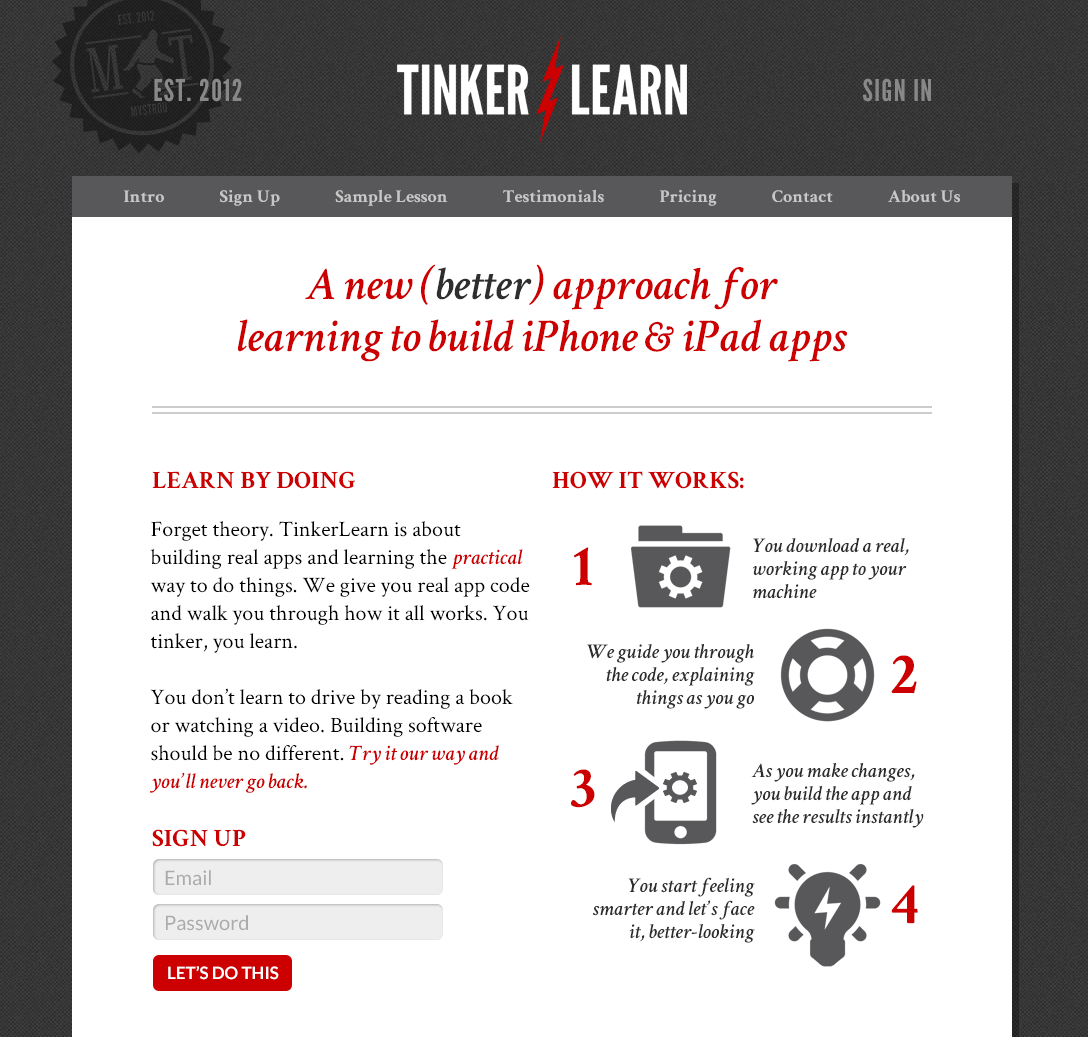 EST. 2012
M T
EST. 2012
TINKER LEARN
SIGN IN
Intro Sign Up Sample Lesson Testimonials Pricing Contact About Us
A new (better) approach for
learning to build iPhone & iPad apps
LEARN BY DOING
Forget theory. TinkerLearn is about
building real apps and learning the practical
way to do things. We give you real app code
and walk you through how it all works. You
tinker, you learn.
You don’t learn to drive by reading a book
or watching a video. Building software
should be no different. Try it our way and
you’ll never go back.
SIGN UP
Email
Password
LET’S DO THIS
HOW IT WORKS:
1
You download a real,
working app to your
machine
We guide you through
the code, explaining
things as you go
2
3
As you make changes,
you build the app and
see the results instantly
You start feeling
smarter and let’s face
it, better-looking
4